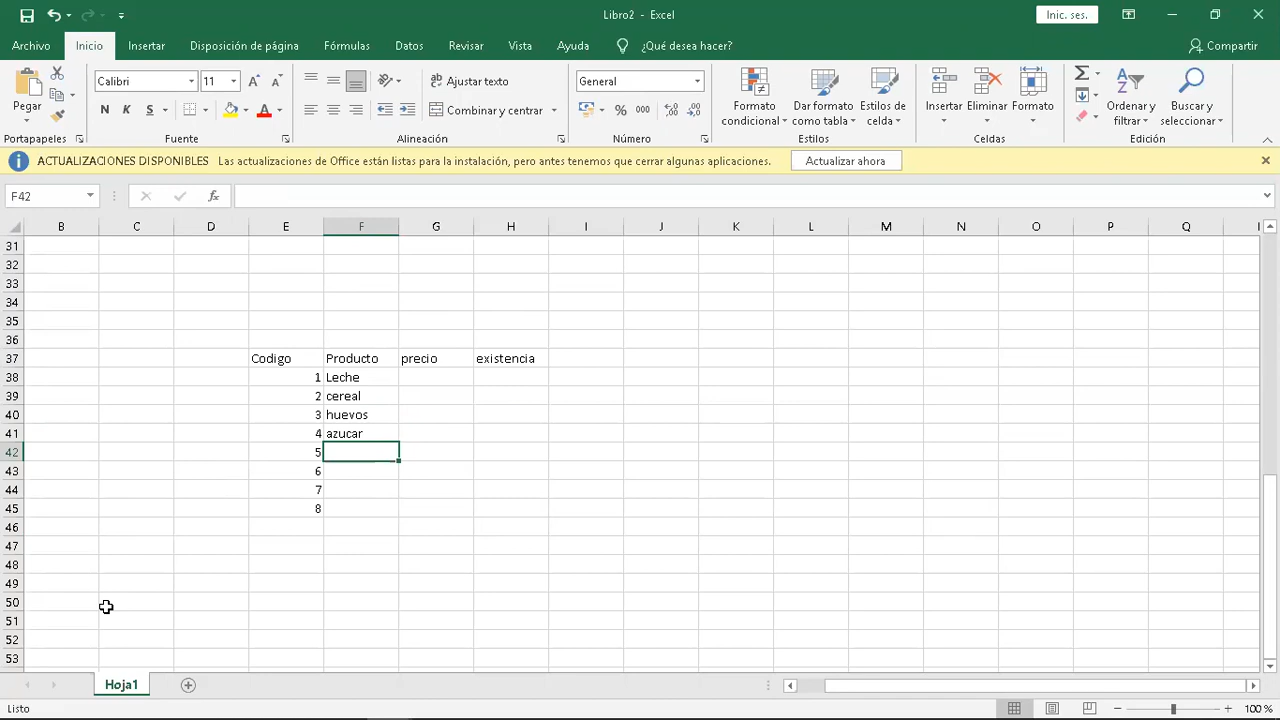 Libro2 - Excel
Inic. ses.
Archivo Inicio Insertar Disposición de página Fórmulas Datos Revisar Vista Ayuda ¿Qué desea hacer? Compartir
Calibri 11 Ajustar texto General
Pegar N K S Combinar y centrar % 000
Formato condicional
Dar formato como tabla
Estilos de celda
Insertar Eliminar Formato
Ordenar y filtrar
Buscar y seleccionar
Portapapeles Fuente Alineación Número Estilos Celdas Edición
ACTUALIZACIONES DISPONIBLES Las actualizaciones de Office están listas para la instalación, pero antes tenemos que cerrar algunas aplicaciones. Actualizar ahora
F42 fx
B C D E F G H I J K L M N O P Q
31
32
33
34
35
36
37 Codigo Producto precio existencia
38 1 Leche
39 2 cereal
40 3 huevos
41 4 azucar
42 5
43 6
44 7
45 8
46
47
48
49
50
51
52
53
Hoja1
Listo 100 %